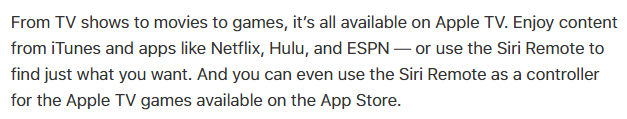 From TV shows to movies to games, it’s all available on Apple TV. Enjoy content
from iTunes and apps like Netflix, Hulu, and ESPN — or use the Siri Remote to
find just what you want. And you can even use the Siri Remote as a controller
for the Apple TV games available on the App Store.